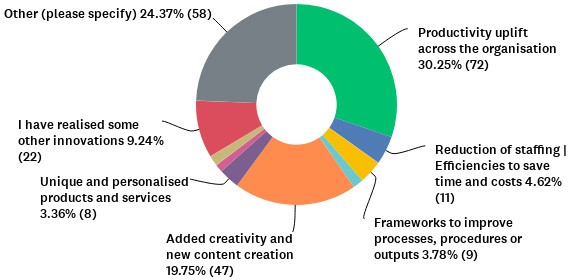 Other (please specify) 24.37% (58)
Productivity uplift
across the organisation
30.25% (72)
I have realised some
other innovations 9.24%
(22)
Reduction of staffing |
Efficiencies to save
time and costs 4.62%
(11)
Unique and personalised
products and services
3.36% (8)
Frameworks to improve
processes, procedures or
outputs 3.78% (9)
Added creativity and
new content creation
19.75% (47)